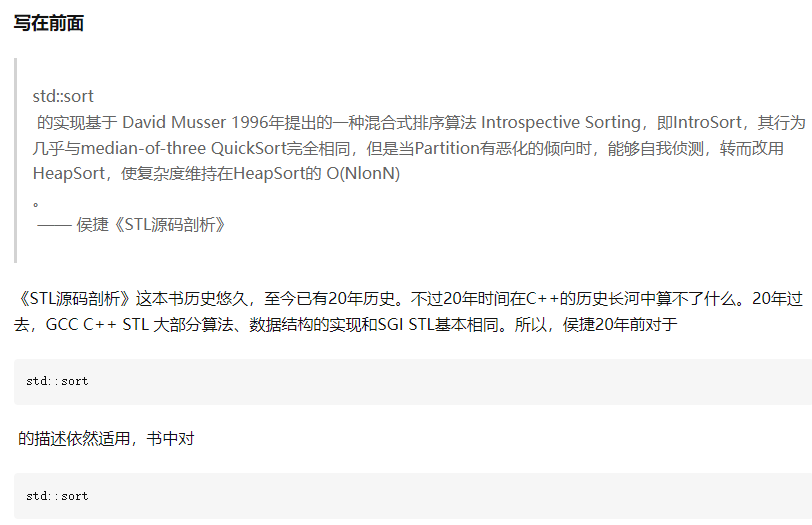 写在前面
std::sort
的实现基于 David Musser 1996年提出的一种混合式排序算法 Introspective Sorting，即IntroSort，其行为
几乎与median-of-three QuickSort完全相同，但是当Partition有恶化的倾向时，能够自我侦测，转而改用
HeapSort，使复杂度维持在HeapSort的 O(NlonN)
。
—— 侯捷《STL源码剖析》
《STL源码剖析》这本书历史悠久，至今已有20年历史。不过20年时间在C++的历史长河中算不了什么。20年过
去，GCC C++ STL 大部分算法、数据结构的实现和SGI STL基本相同。所以，侯捷20年前对于
std::sort
的描述依然适用，书中对
std::sort